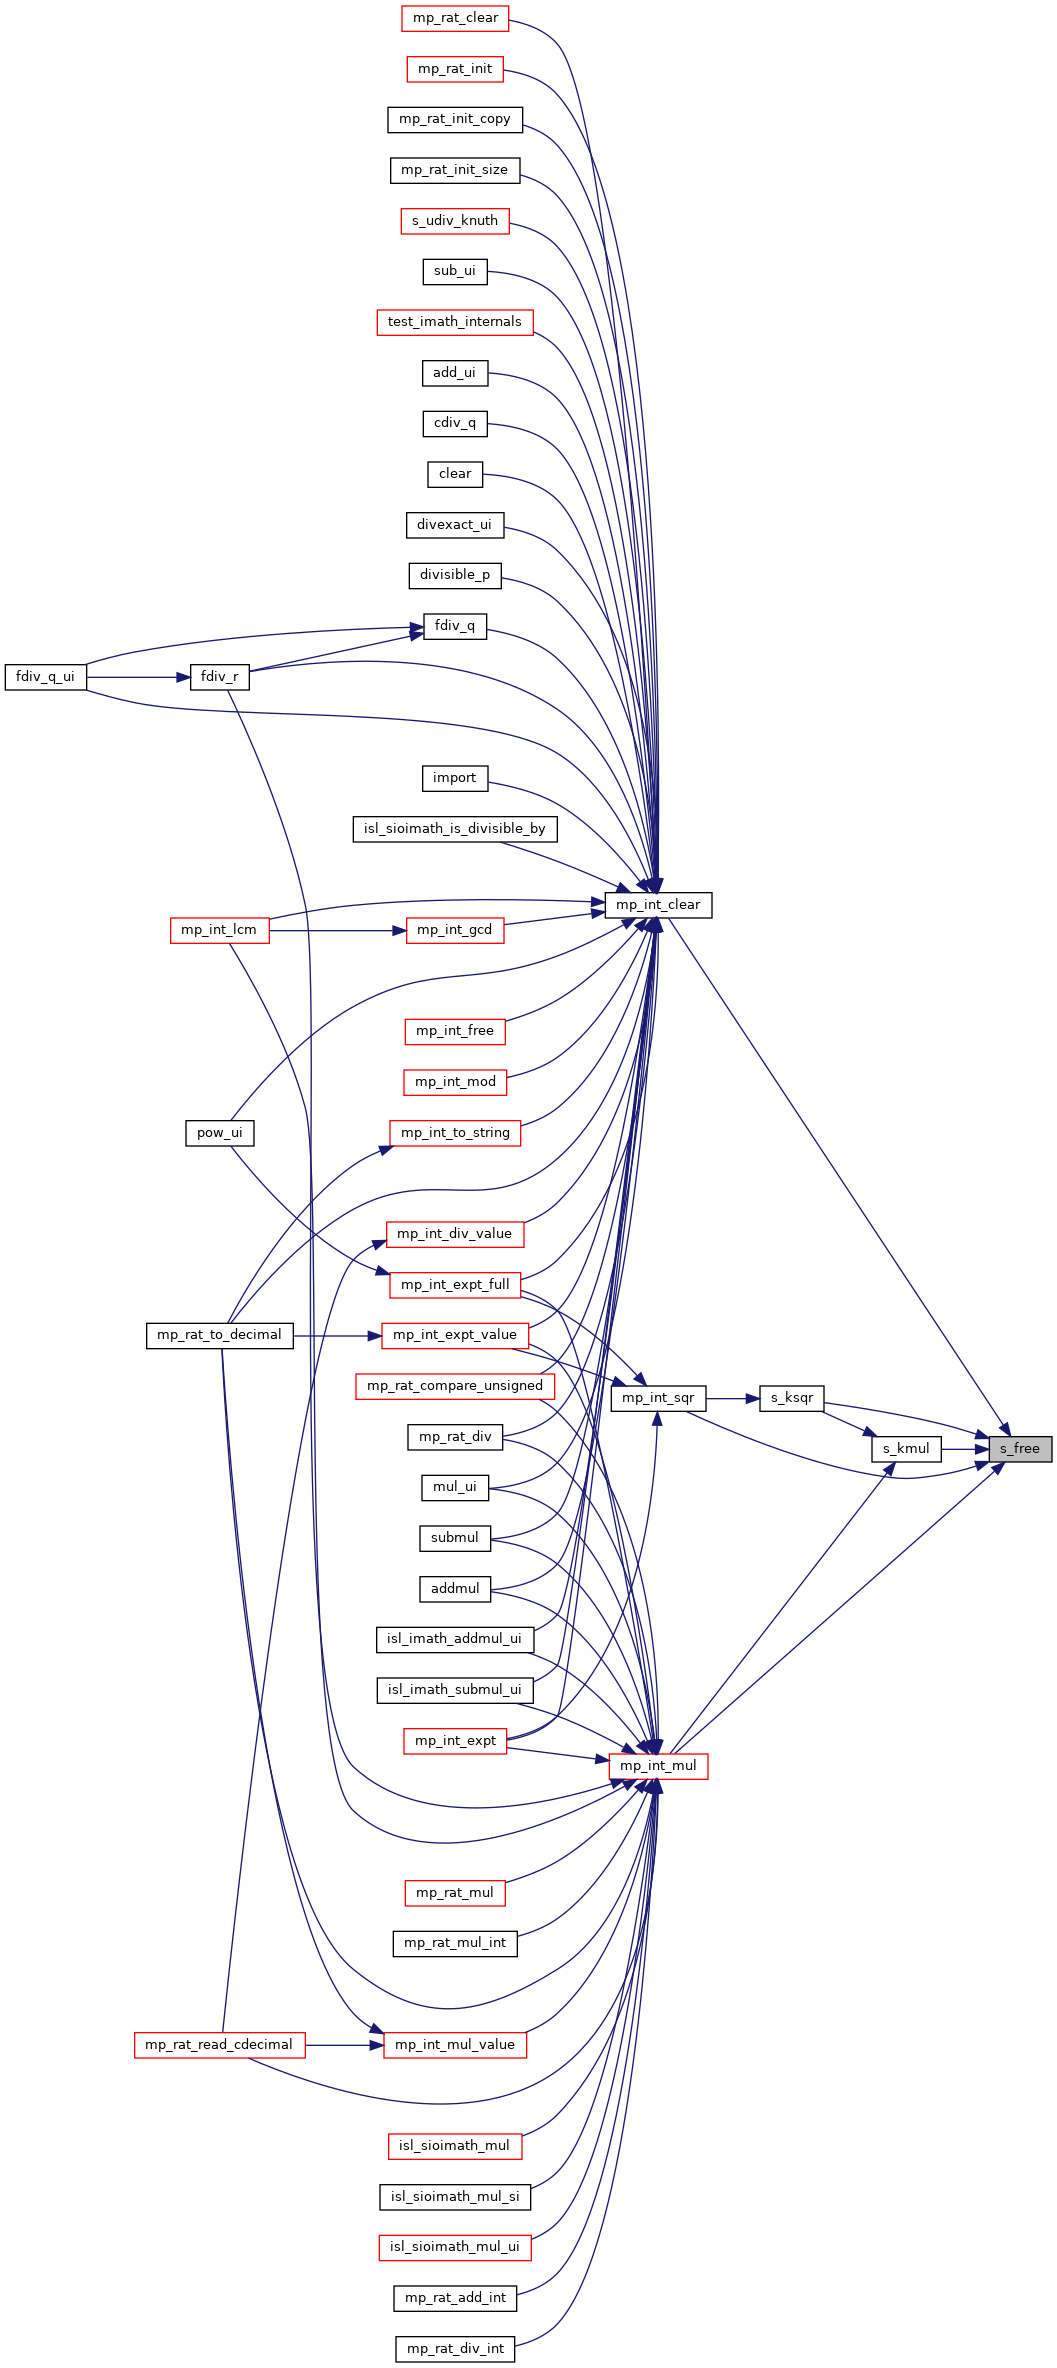 mp_rat_clear
mp_rat_init
mp_rat_init_copy
mp_rat_init_size
s_udiv_knuth
sub_ui
test_imath_internals
add_ui
cdiv_q
clear
divexact_ui
divisible_p
fdiv_q
fdiv_q_ui
fdiv_r
import
isl_sioimath_is_divisible_by
mp_int_clear
mp_int_lcm
mp_int_gcd
mp_int_free
mp_int_mod
pow_ui
mp_int_to_string
mp_int_div_value
mp_int_expt_full
mp_rat_to_decimal
mp_int_expt_value
mp_rat_compare_unsigned
mp_int_sqr
s_ksqr
mp_rat_div
s_kmul
s_free
mul_ui
submul
addmul
isl_imath_addmul_ui
isl_imath_submul_ui
mp_int_expt
mp_int_mul
mp_rat_mul
mp_rat_mul_int
mp_rat_read_cdecimal
mp_int_mul_value
isl_sioimath_mul
isl_sioimath_mul_si
isl_sioimath_mul_ui
mp_rat_add_int
mp_rat_div_int